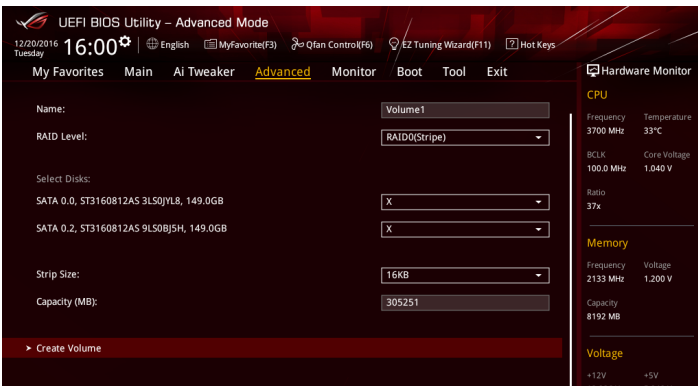 UEFI BIOS Utility – Advanced Mode
12/20/2016 Tuesday 16:00 English MyFavorite(F3) Qfan Control(F6) EZ Tuning Wizard(F11) ? Hot Keys
My Favorites Main Ai Tweaker Advanced Monitor Boot Tool Exit
Name: Volume1
RAID Level: RAID0(Stripe)
Select Disks:
SATA 0.0, ST3160812AS 3LS0JYL8, 149.0GB X
SATA 0.2, ST3160812AS 9LS0BJ5H, 149.0GB X
Strip Size: 16KB
Capacity (MB): 305251
> Create Volume
Hardware Monitor
CPU
Frequency Temperature
3700 MHz 33°C
BCLK Core Voltage
100.0 MHz 1.040 V
Ratio
37x
Memory
Frequency Voltage
2133 MHz 1.200 V
Capacity
8192 MB
Voltage
+12V +5V